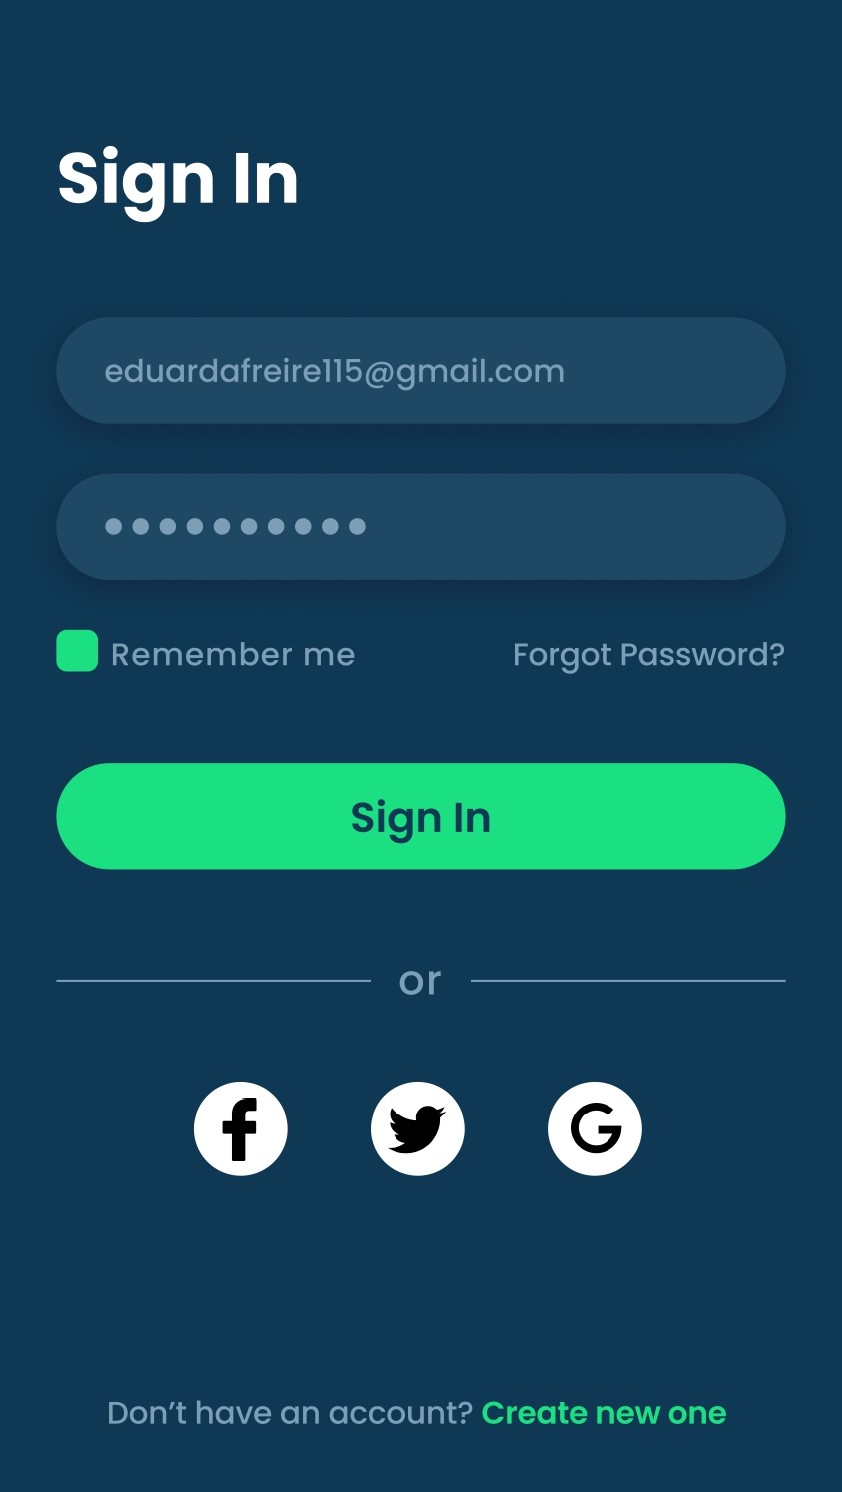 Sign In
eduardafreire115@gmail.com
Remember me
Forgot Password?
Sign In
or
Don’t have an account? Create new one